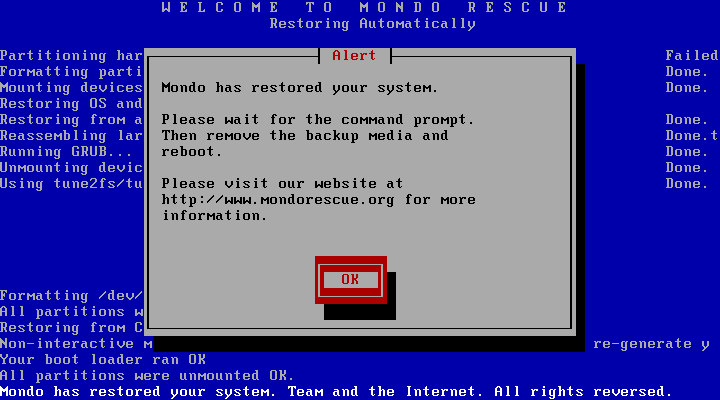 W E L C O M E   T O   M O N D O   R E S C U E
Restoring Automatically
Partitioning har
Failed
Alert
Formatting parti
Done.
Mounting devices
Mondo has restored your system.
Done.
Restoring OS and
Restoring from a
Please wait for the command prompt.
Done.
Reassembling lar
Then remove the backup media and
Done.t
Running GRUB...
reboot.
Done.
Unmounting devic
Done.
Using tune2fs/tu
Please visit our website at
Done.
http://www.mondorescue.org for more
information.
OK
Formatting /dev/
All partitions w
Restoring from C
Non-interactive m
re-generate y
Your boot loader ran OK
All partitions were unmounted OK.
Mondo has restored your system. Team and the Internet. All rights reversed.